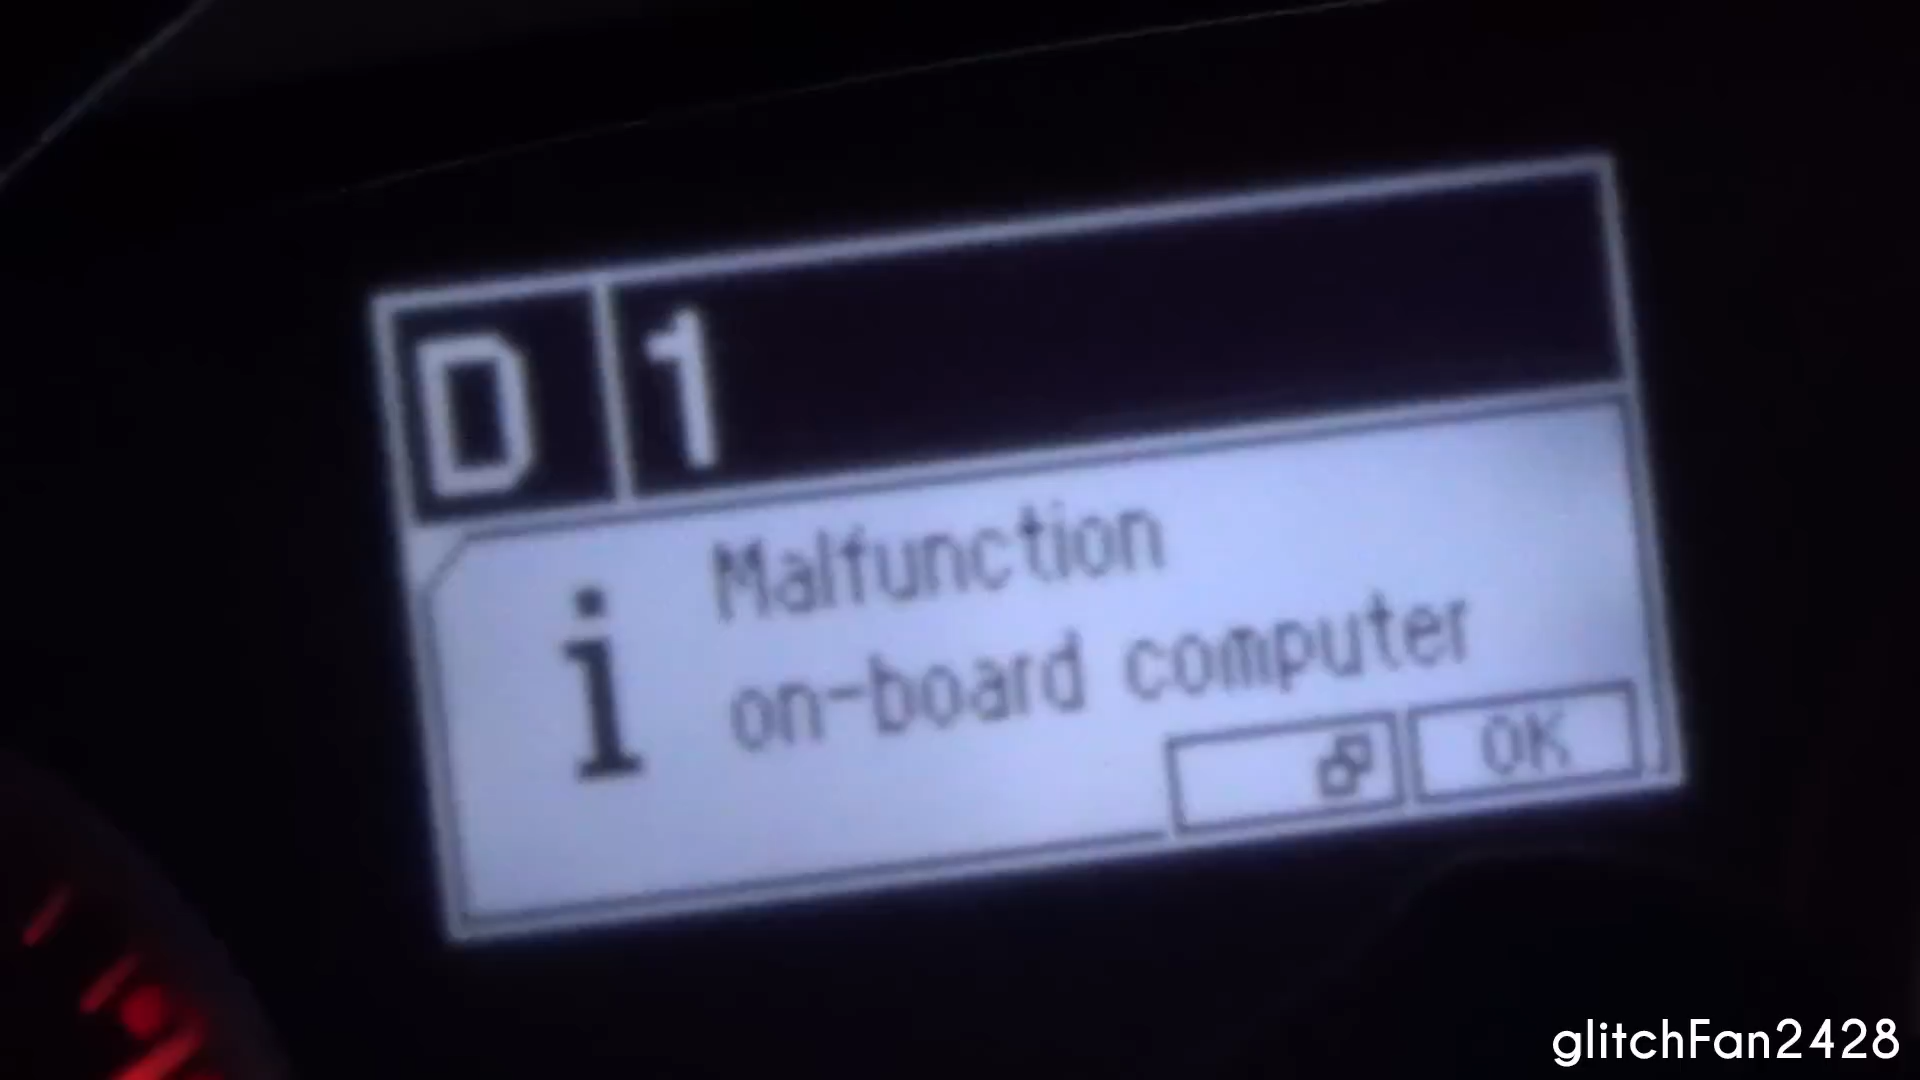 D 1
Malfunction
on-board computer
i
OK
glitchFan2428